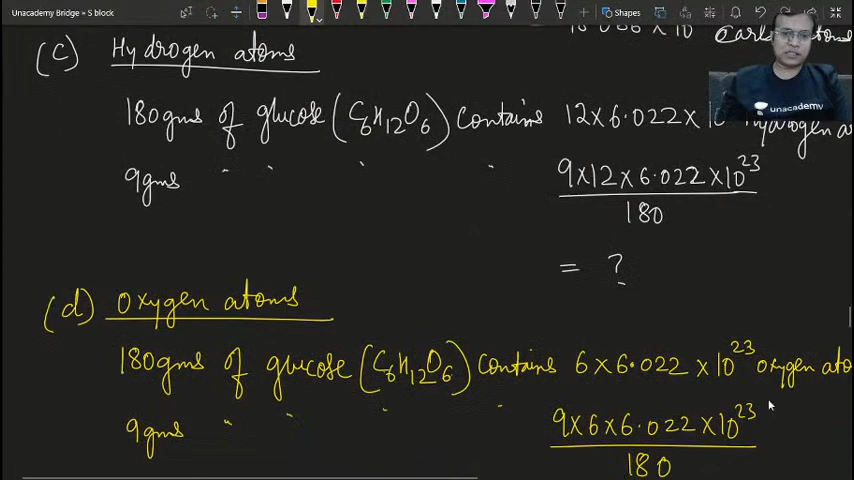 Unacademy Bridge + S block
Shapes
(C) Hydrogen atoms
180gms of glucose (C6H12O6) contains 12×6.022×10
9gms " " " " 9×12×6.022×10^23
180
= ?
unacademy
(d) Oxygen atoms
180gms of glucose (C6H12O6) contains 6×6.022×10^23 oxygen ato
9gms " " " " 9×6×6.022×10^23
180